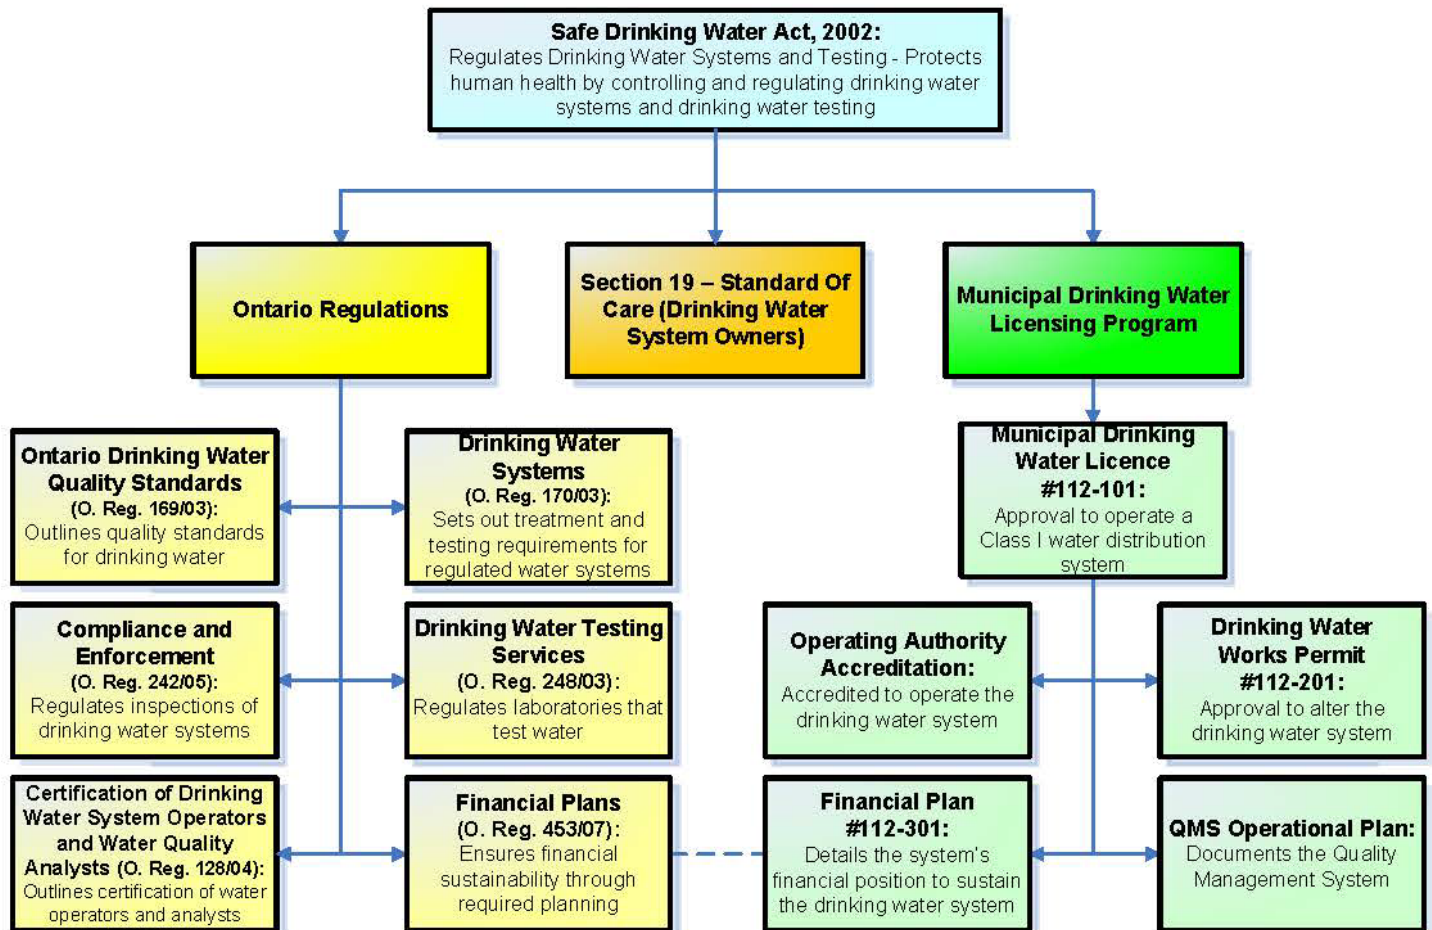 Safe Drinking Water Act, 2002:
Regulates Drinking Water Systems and Testing - Protects
human health by controlling and regulating drinking water
systems and drinking water testing
Ontario Regulations
Section 19 – Standard Of
Care (Drinking Water
System Owners)
Municipal Drinking Water
Licensing Program
Ontario Drinking Water
Quality Standards
(O. Reg. 169/03):
Outlines quality standards
for drinking water
Drinking Water
Systems
(O. Reg. 170/03):
Sets out treatment and
testing requirements for
regulated water systems
Municipal Drinking
Water Licence
#112-101:
Approval to operate a
Class I water distribution
system
Compliance and
Enforcement
(O. Reg. 242/05):
Regulates inspections of
drinking water systems
Drinking Water Testing
Services
(O. Reg. 248/03):
Regulates laboratories that
test water
Operating Authority
Accreditation:
Accredited to operate the
drinking water system
Drinking Water
Works Permit
#112-201:
Approval to alter the
drinking water system
Certification of Drinking
Water System Operators
and Water Quality
Analysts (O. Reg. 128/04):
Outlines certification of water
operators and analysts
Financial Plans
(O. Reg. 453/07):
Ensures financial
sustainability through
required planning
Financial Plan
#112-301:
Details the system's
financial position to sustain
the drinking water system
QMS Operational Plan:
Documents the Quality
Management System